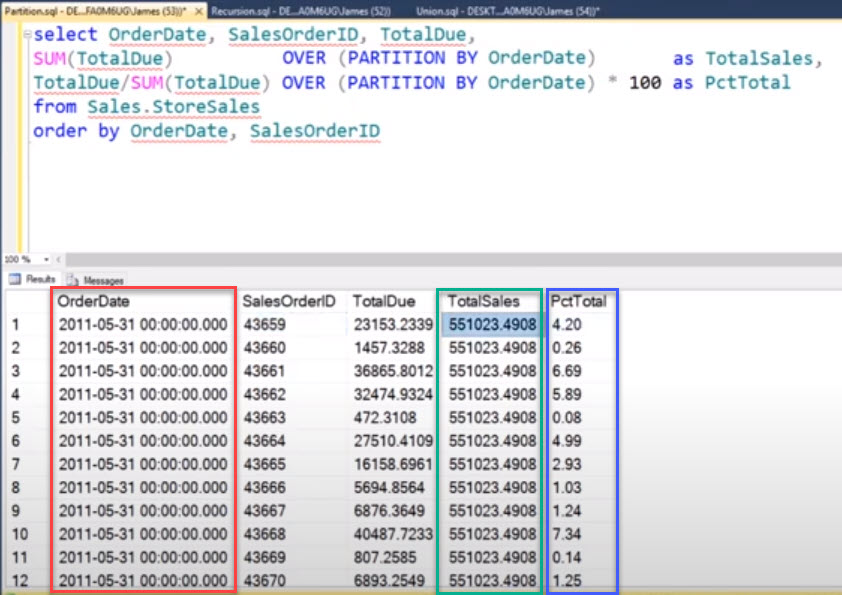 Partition.sql - DE...FA0M6UG\James (53))* × Recursion.sql - DE...A0M6UG\James (52)) Union.sql - DESKT...A0M6UG\James (54))*
select OrderDate, SalesOrderID, TotalDue,
SUM(TotalDue) OVER (PARTITION BY OrderDate) as TotalSales,
TotalDue/SUM(TotalDue) OVER (PARTITION BY OrderDate) * 100 as PctTotal
from Sales.StoreSales
order by OrderDate, SalesOrderID
100 %
Results Messages
OrderDate SalesOrderID TotalDue TotalSales PctTotal
1 2011-05-31 00:00:00.000 43659 23153.2339 551023.4908 4.20
2 2011-05-31 00:00:00.000 43660 1457.3288 551023.4908 0.26
3 2011-05-31 00:00:00.000 43661 36865.8012 551023.4908 6.69
4 2011-05-31 00:00:00.000 43662 32474.9324 551023.4908 5.89
5 2011-05-31 00:00:00.000 43663 472.3108 551023.4908 0.08
6 2011-05-31 00:00:00.000 43664 27510.4109 551023.4908 4.99
7 2011-05-31 00:00:00.000 43665 16158.6961 551023.4908 2.93
8 2011-05-31 00:00:00.000 43666 5694.8564 551023.4908 1.03
9 2011-05-31 00:00:00.000 43667 6876.3649 551023.4908 1.24
10 2011-05-31 00:00:00.000 43668 40487.7233 551023.4908 7.34
11 2011-05-31 00:00:00.000 43669 807.2585 551023.4908 0.14
12 2011-05-31 00:00:00.000 43670 6893.2549 551023.4908 1.25